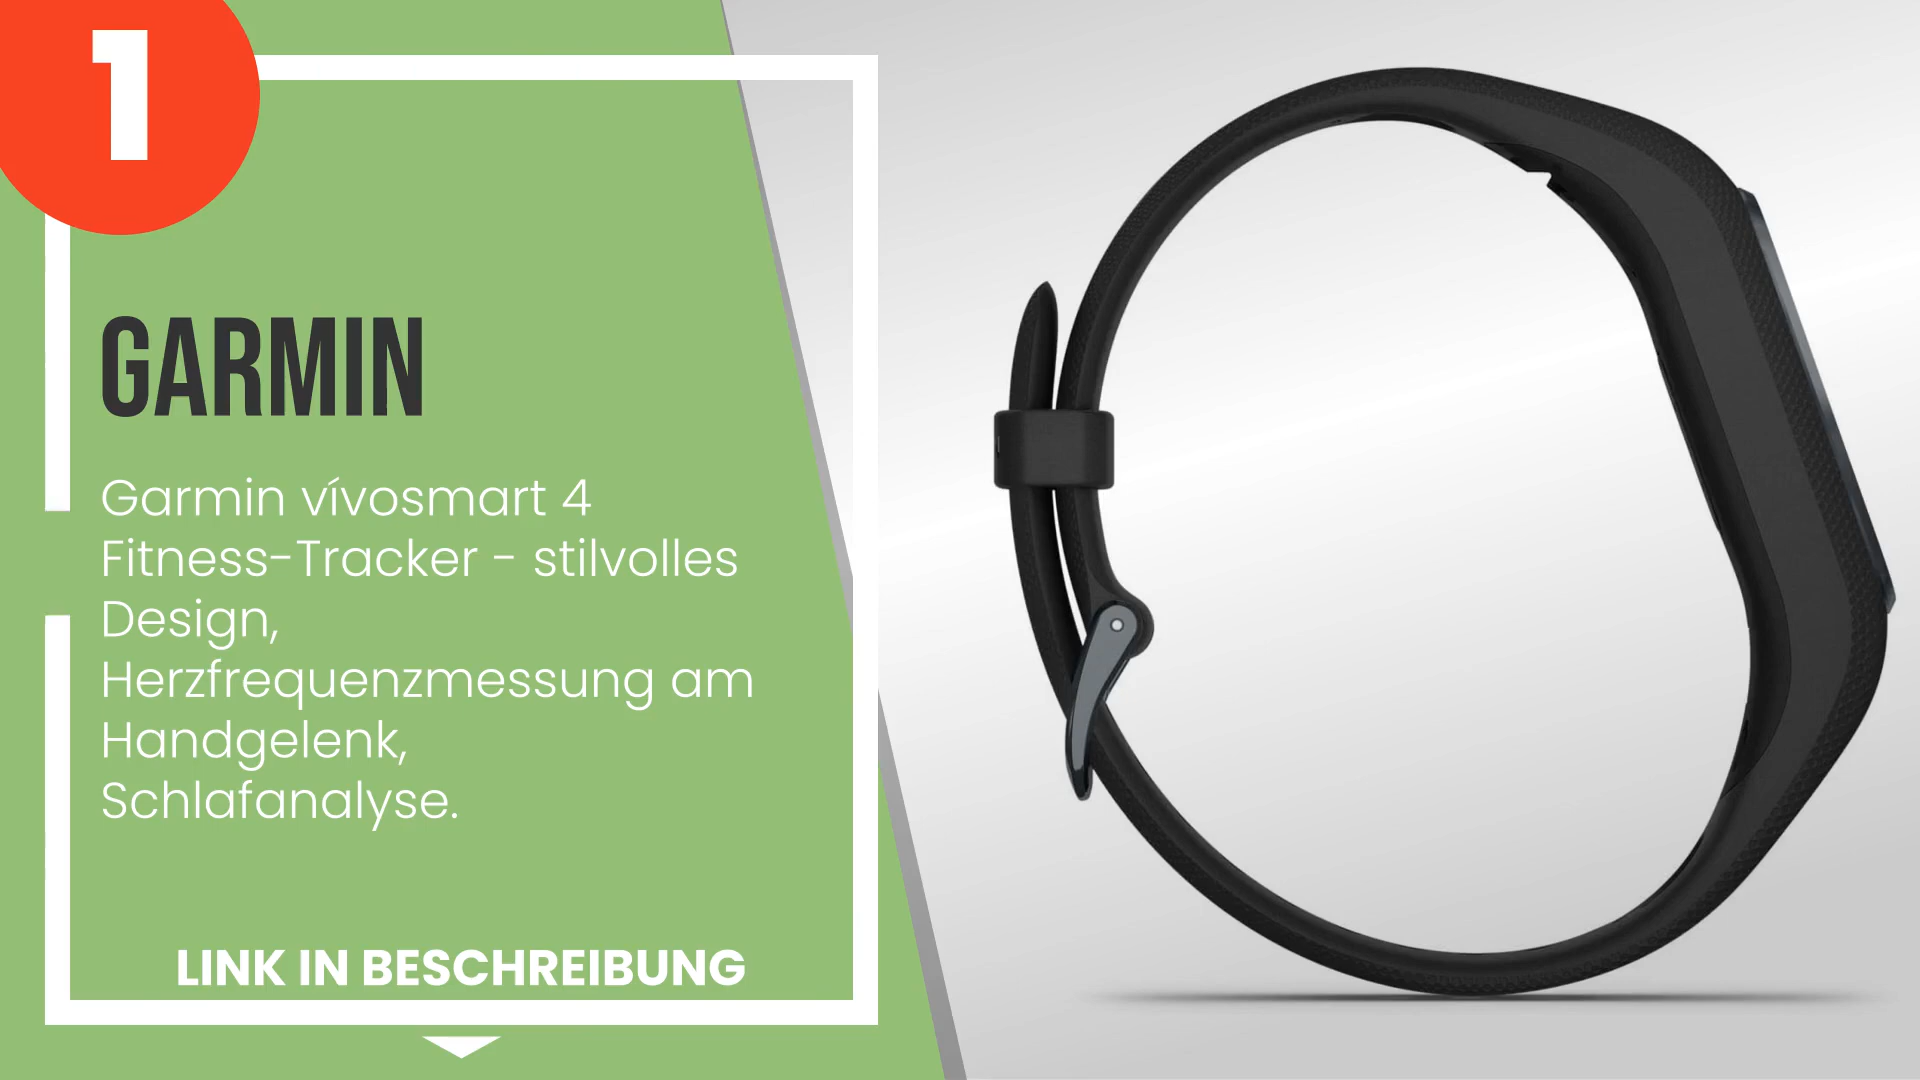 1
GARMIN
Garmin vívosmart 4
Fitness-Tracker - stilvolles
Design,
Herzfrequenzmessung am
Handgelenk,
Schlafanalyse.
LINK IN BESCHREIBUNG